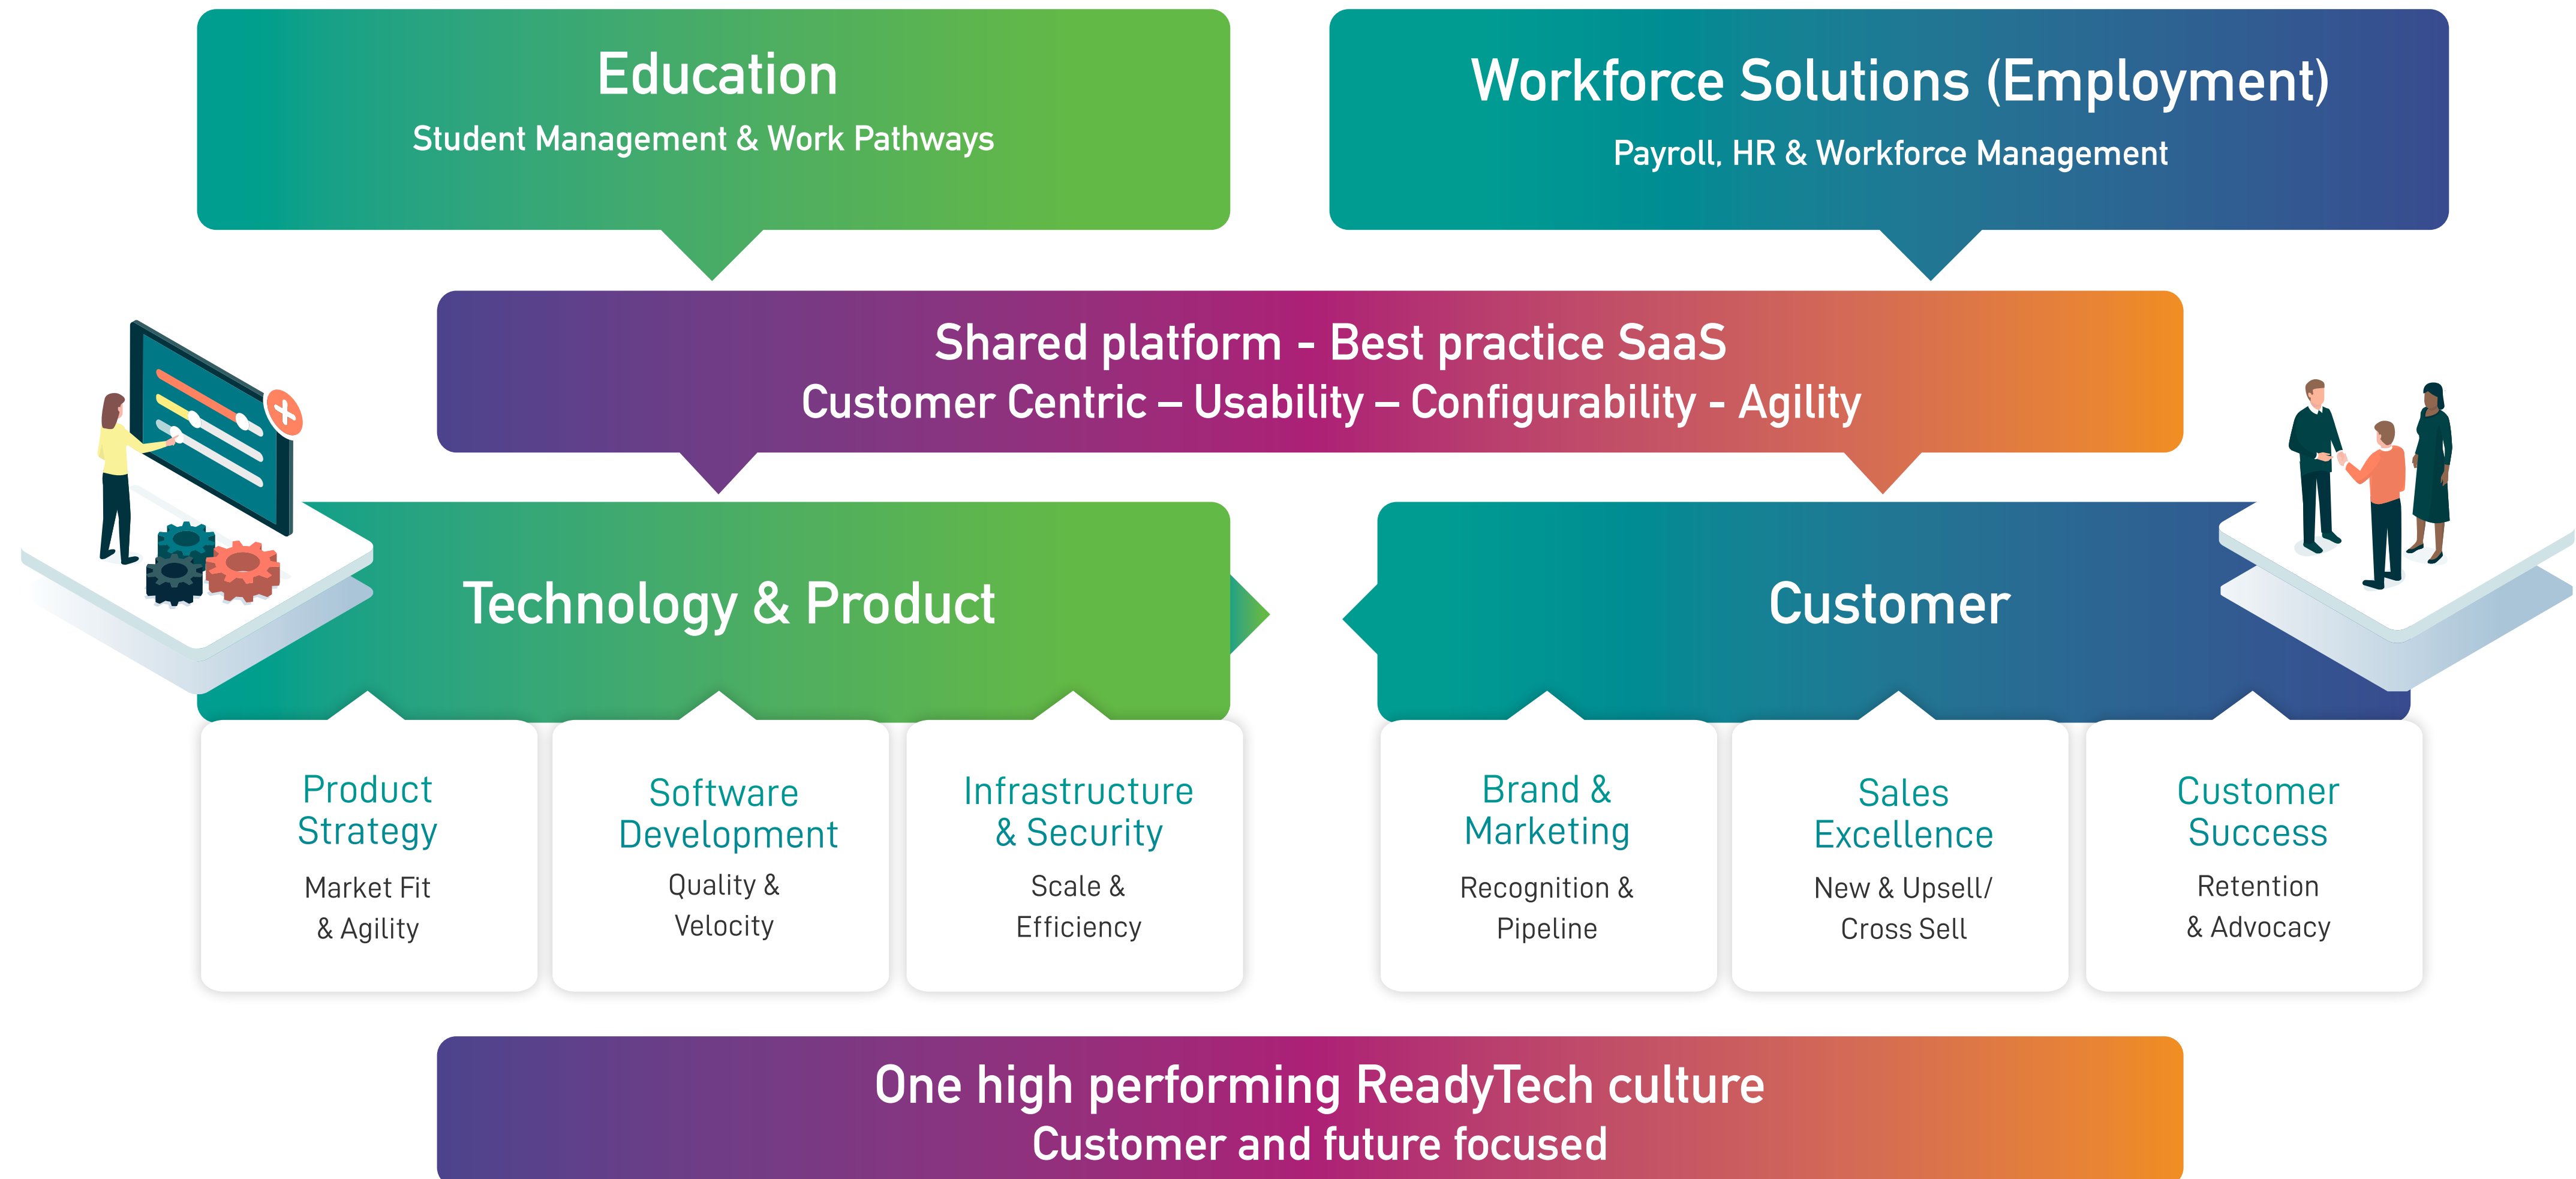 Education
Student Management & Work Pathways
Workforce Solutions (Employment)
Payroll, HR & Workforce Management
Shared platform - Best practice SaaS
Customer Centric – Usability – Configurability - Agility
Technology & Product
Customer
Product
Strategy
Market Fit
& Agility
Software
Development
Quality &
Velocity
Infrastructure
& Security
Scale &
Efficiency
Brand &
Marketing
Recognition &
Pipeline
Sales
Excellence
New & Upsell/
Cross Sell
Customer
Success
Retention
& Advocacy
One high performing ReadyTech culture
Customer and future focused